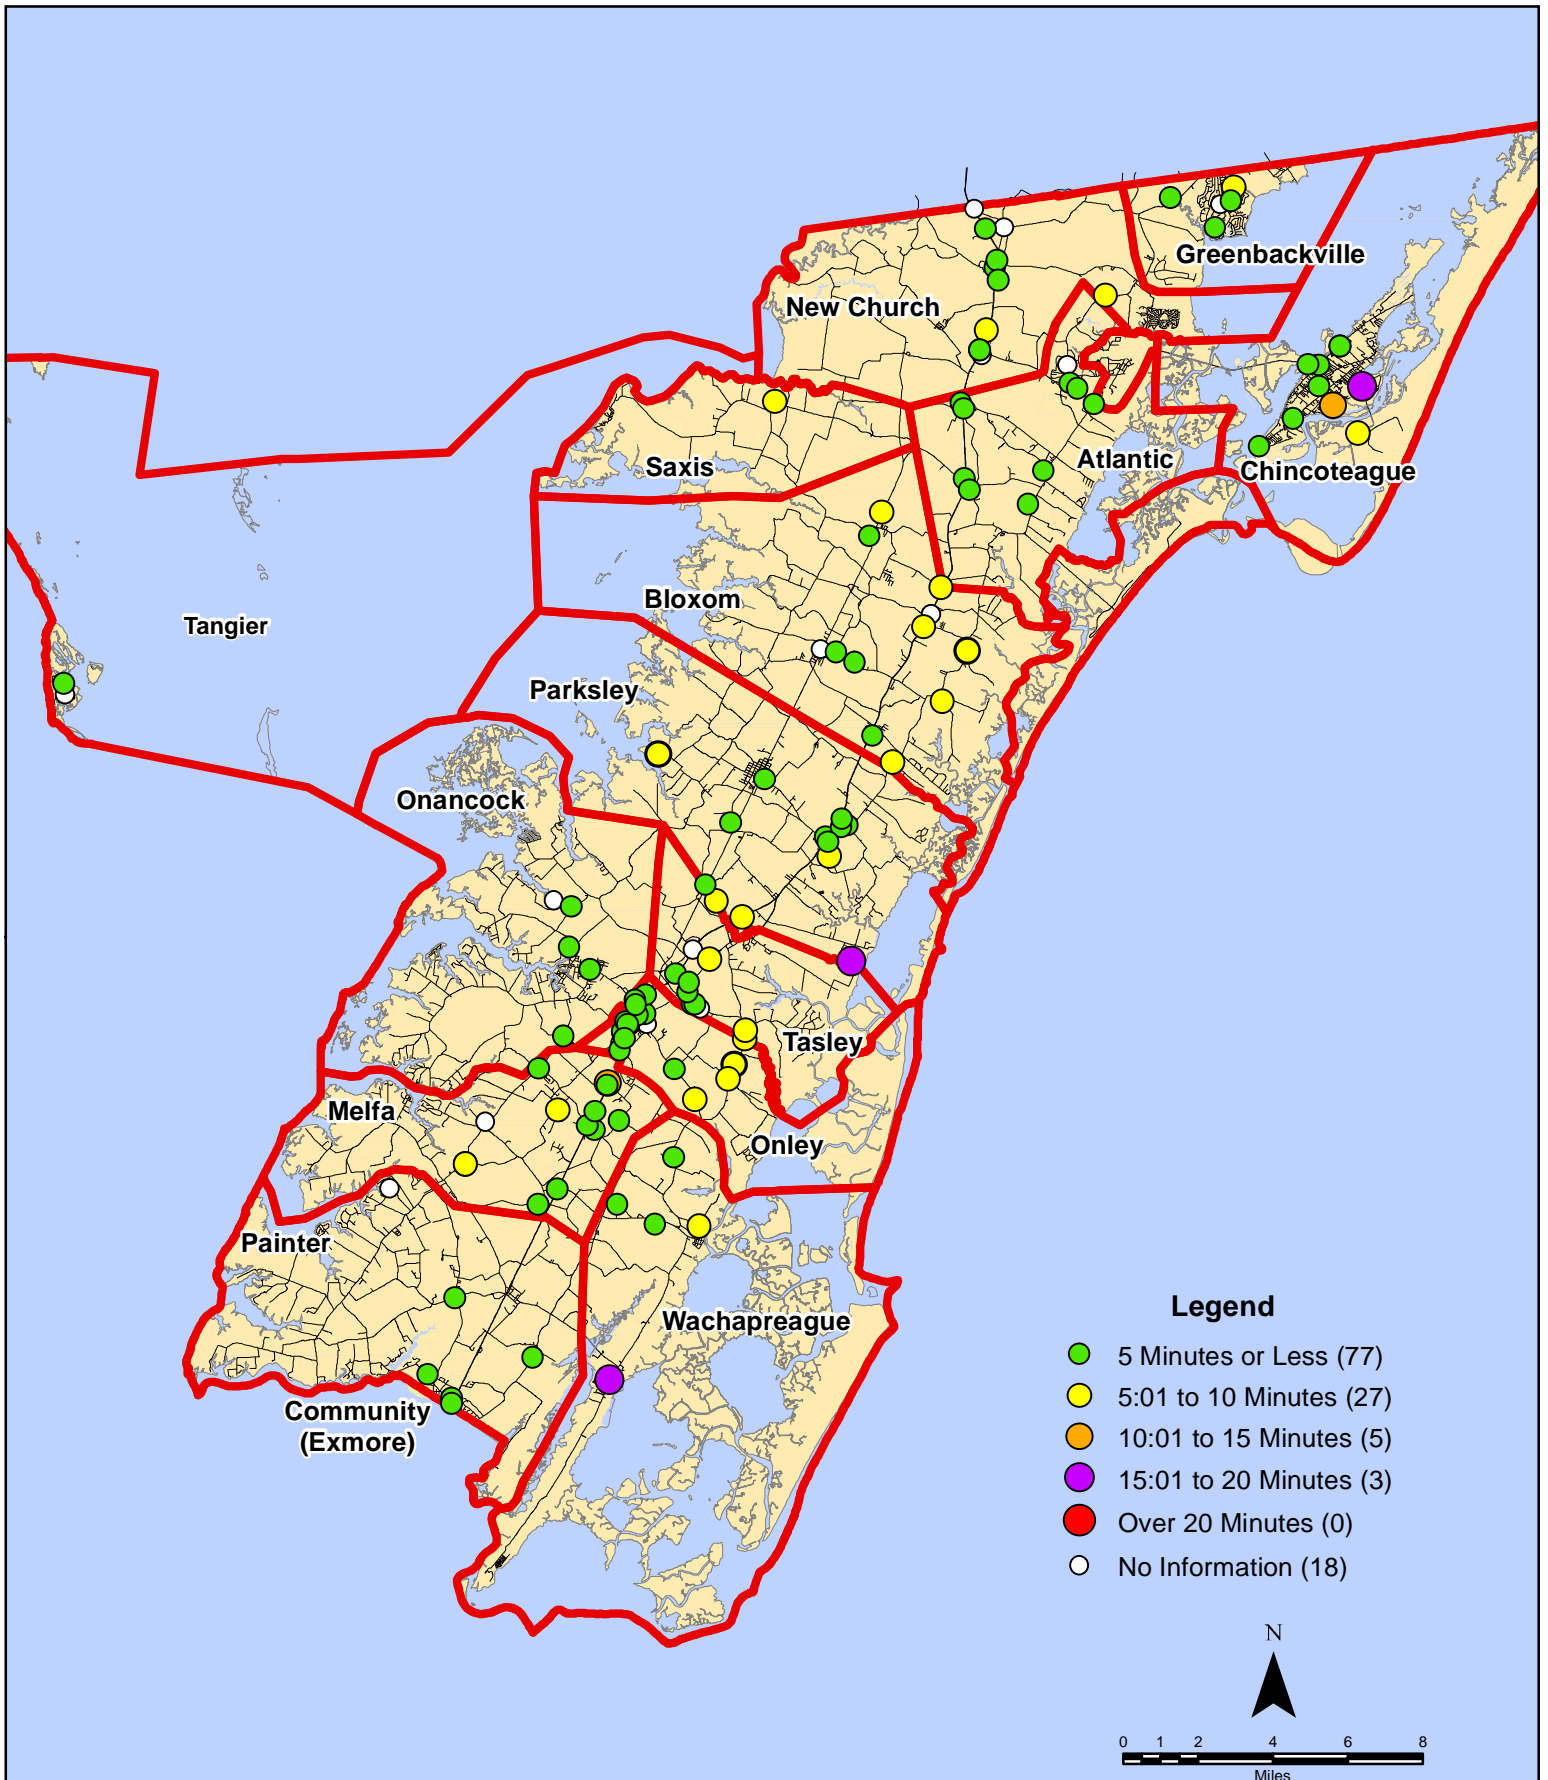 Greenbackville
New Church
Saxis
Atlantic
Chincoteague
Bloxom
Tangier
Parksley
Onancock
Tasley
Melfa
Onley
Painter
Wachapreague
Community
(Exmore)
Legend
5 Minutes or Less (77)
5:01 to 10 Minutes (27)
10:01 to 15 Minutes (5)
15:01 to 20 Minutes (3)
Over 20 Minutes (0)
No Information (18)
N
0 1 2 4 6 8
Miles